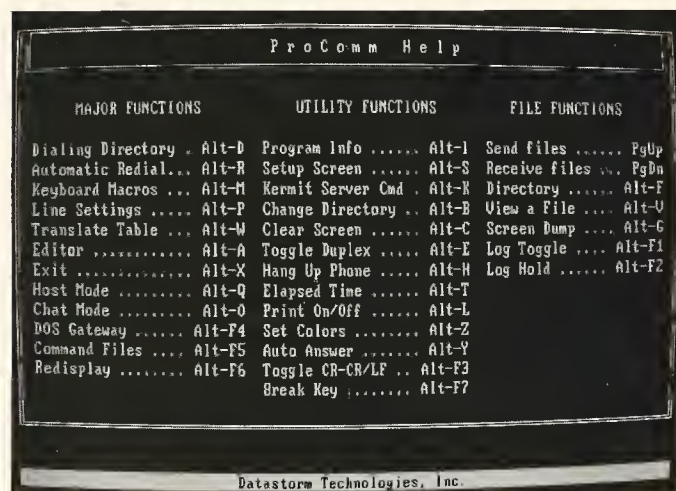 ProComm Help
MAJOR FUNCTIONS UTILITY FUNCTIONS FILE FUNCTIONS
Dialing Directory . Alt-D Program Info ...... Alt-I Send files ...... PgUp
Automatic Redial... Alt-R Setup Screen ...... Alt-S Receive files ... PgDn
Keyboard Macros ... Alt-M Kermit Server Cmd . Alt-K Directory ...... Alt-F
Line Settings ..... Alt-P Change Directory .. Alt-B View a File .... Alt-V
Translate Table ... Alt-W Clear Screen ...... Alt-C Screen Dump .... Alt-G
Editor ............ Alt-A Toggle Duplex ..... Alt-E Log Toggle .... Alt-F1
Exit .............. Alt-X Hang Up Phone ..... Alt-H Log Hold ...... Alt-F2
Host Mode ......... Alt-Q Elapsed Time ...... Alt-T
Chat Mode ......... Alt-O Print On/Off ...... Alt-L
DOS Gateway ...... Alt-F4 Set Colors ........ Alt-Z
Command Files .... Alt-F5 Auto Answer ....... Alt-Y
Redisplay ........ Alt-F6 Toggle CR-CR/LF .. Alt-F3
Break Key ........ Alt-F7
Datastorm Technologies, Inc.